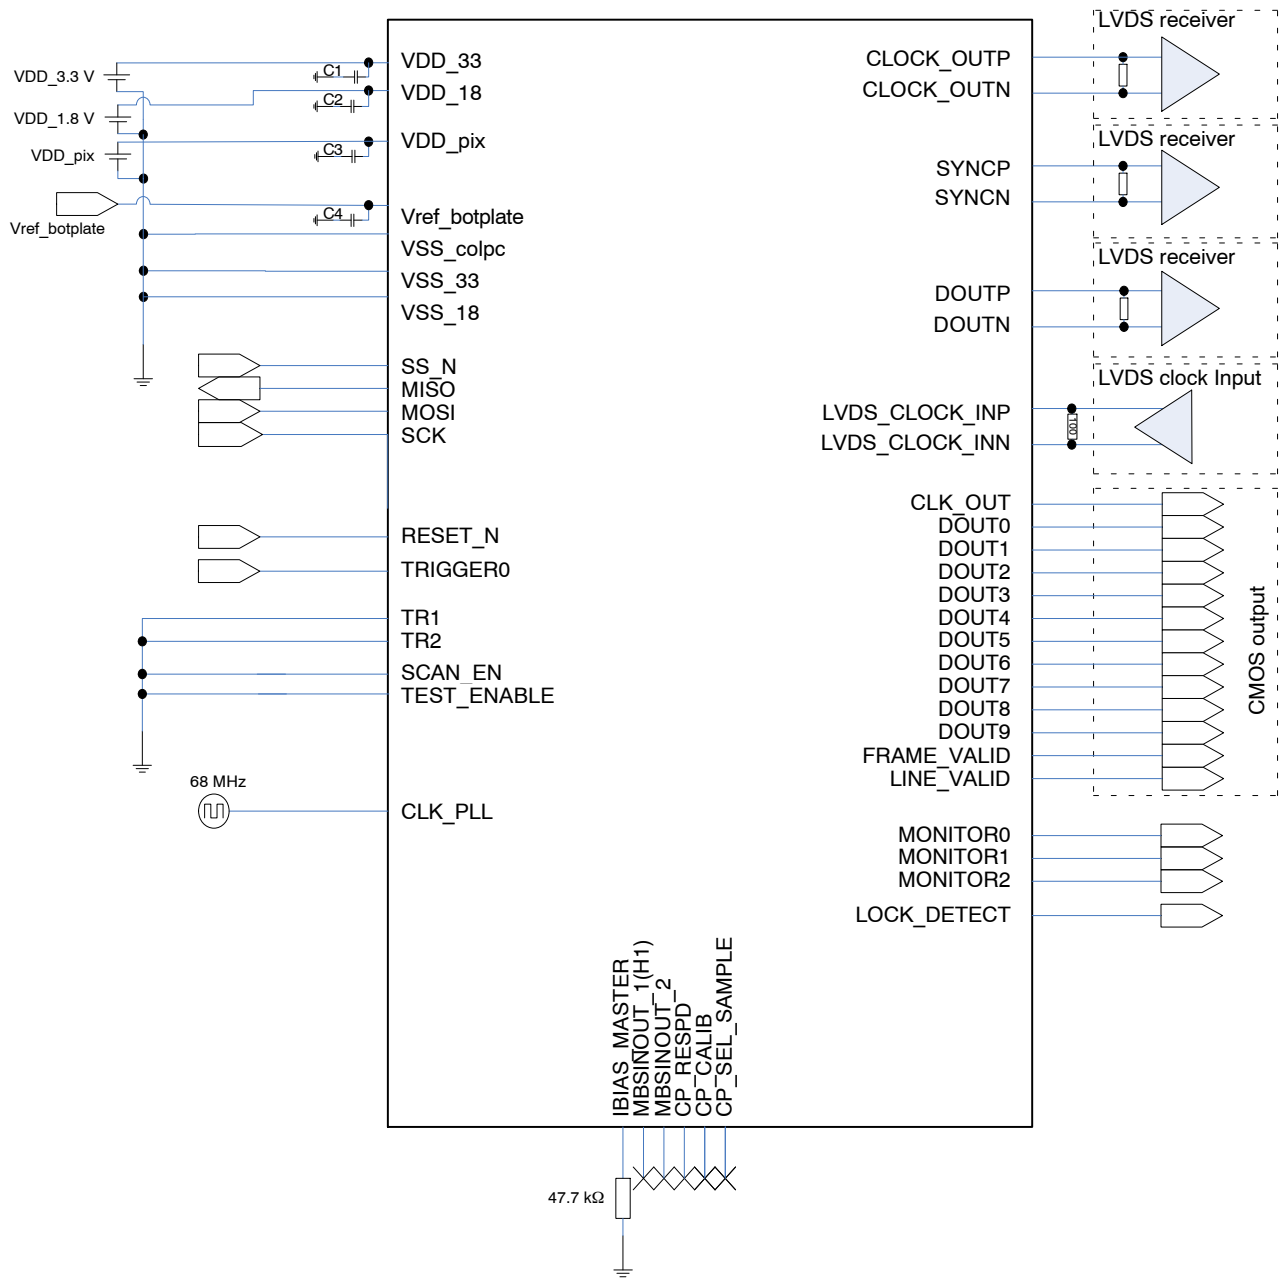 VDD_3.3 V
VDD_1.8 V
VDD_pix
Vref_botplate
C1
C2
C3
C4
VDD_33
VDD_18
VDD_pix
Vref_botplate
VSS_colpc
VSS_33
VSS_18
SS_N
MISO
MOSI
SCK
RESET_N
TRIGGER0
TR1
TR2
SCAN_EN
TEST_ENABLE
68 MHz
CLK_PLL
CLOCK_OUTP
CLOCK_OUTN
SYNCP
SYNCN
DOUTP
DOUTN
LVDS_CLOCK_INP
LVDS_CLOCK_INN
CLK_OUT
DOUT0
DOUT1
DOUT2
DOUT3
DOUT4
DOUT5
DOUT6
DOUT7
DOUT8
DOUT9
FRAME_VALID
LINE_VALID
MONITOR0
MONITOR1
MONITOR2
LOCK_DETECT
LVDS receiver
LVDS receiver
LVDS receiver
LVDS clock Input
100
CMOS output
IBIAS_MASTER
MBSINOUT_1(H1)
MBSINOUT_2
CP_RESPD_
CP_CALIB
CP_SEL_SAMPLE
47.7 kΩ